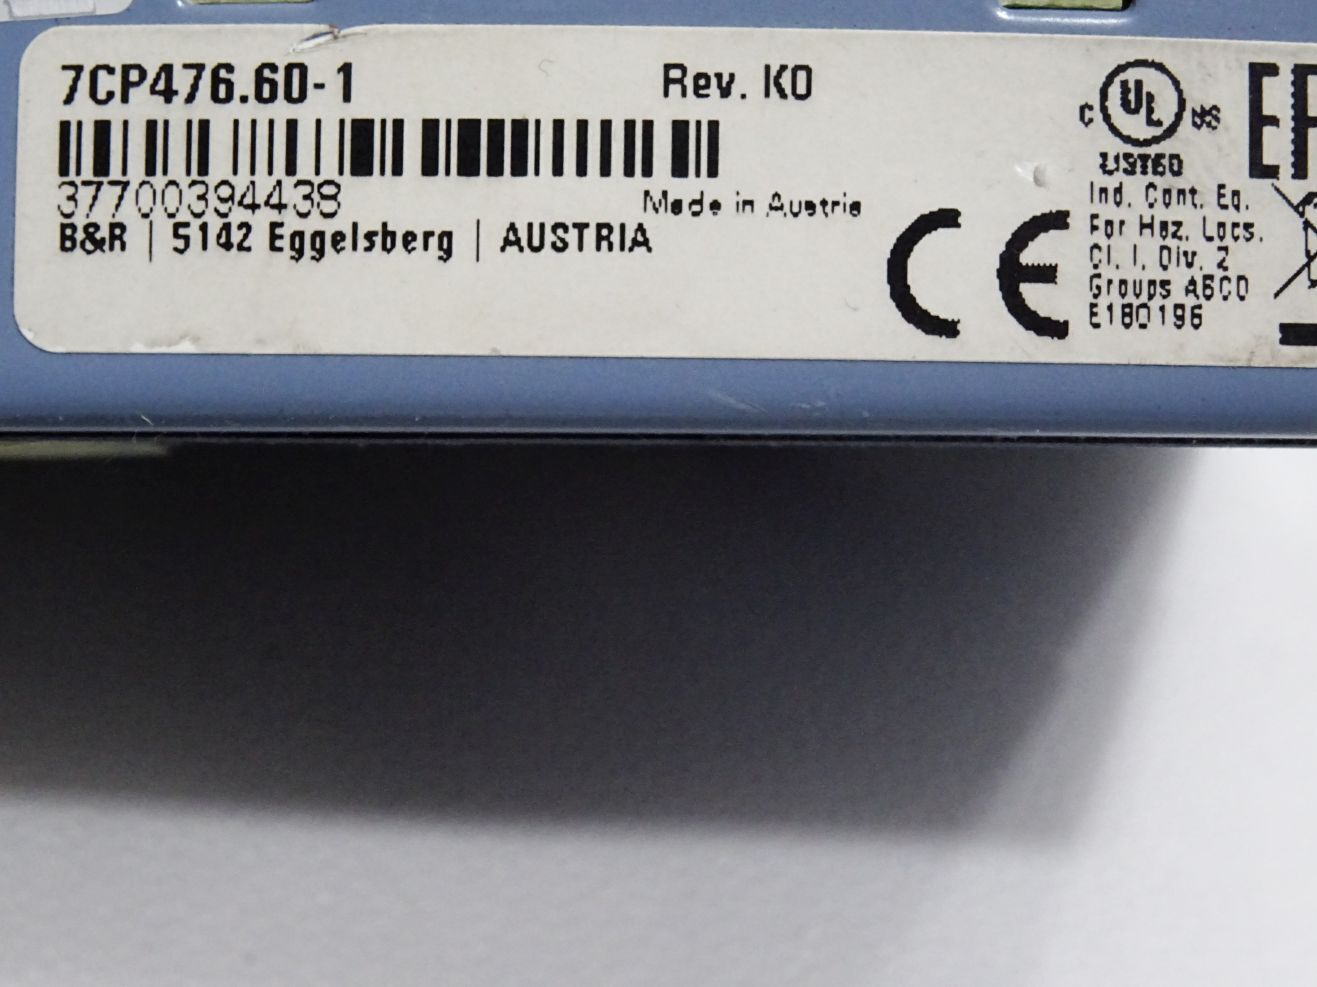 7CP476.60-1 Rev. K0
37700394438
Made in Austria
B&R | 5142 Eggelsberg | AUSTRIA
C UL US
LISTED
Ind. Cont. Eq.
For Haz. Locs.
Cl. I, Div. 2
Groups ABCD
E180196
CE